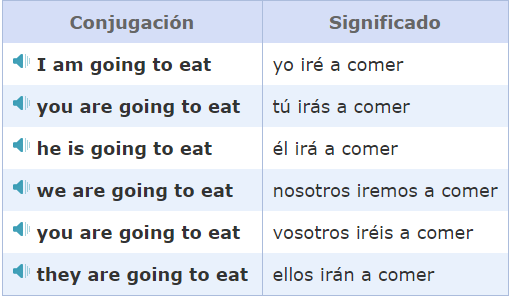 Conjugación Significado
I am going to eat yo iré a comer
you are going to eat tú irás a comer
he is going to eat él irá a comer
we are going to eat nosotros iremos a comer
you are going to eat vosotros iréis a comer
they are going to eat ellos irán a comer